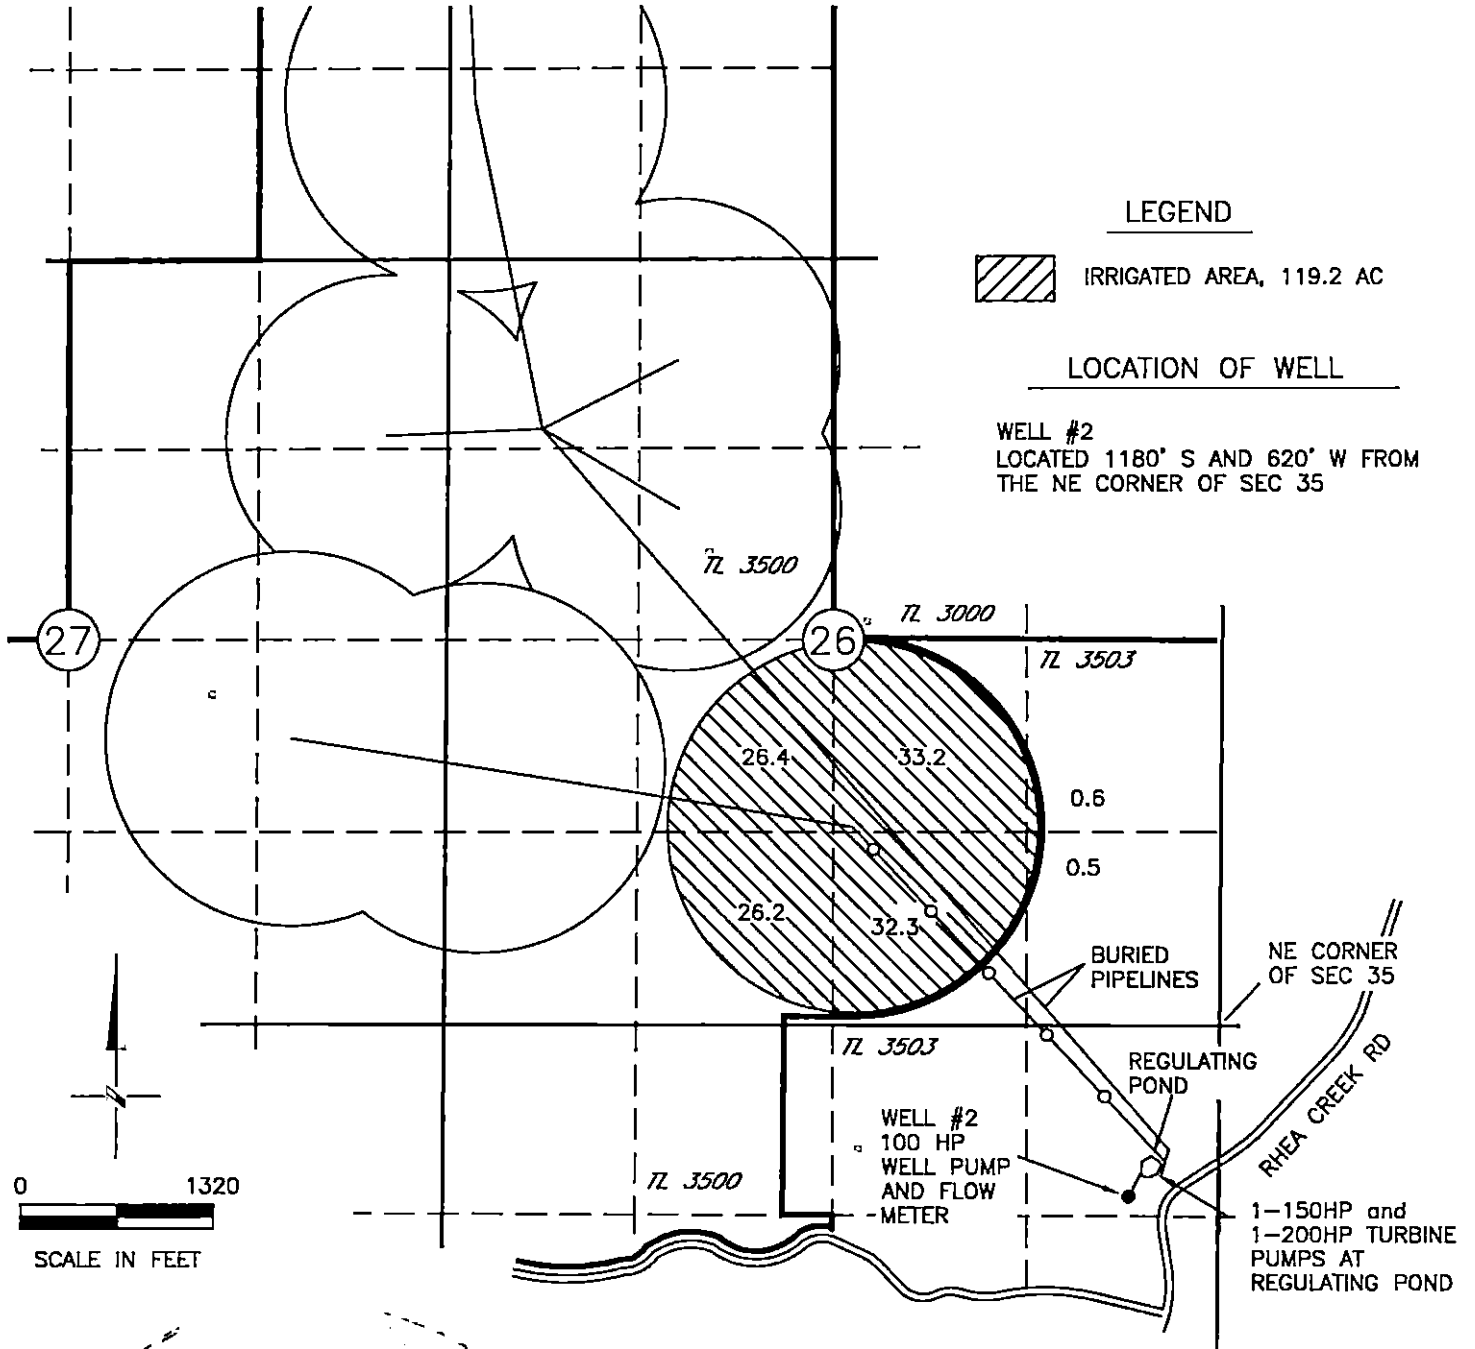 LEGEND
IRRIGATED AREA, 119.2 AC
LOCATION OF WELL
WELL #2
LOCATED 1180' S AND 620' W FROM
THE NE CORNER OF SEC 35
TL 3500
27
26
TL 3000
TL 3503
26.4
33.2
0.6
0.5
26.2
32.3
BURIED
PIPELINES
NE CORNER
OF SEC 35
TL 3503
REGULATING
POND
RHEA CREEK RD
WELL #2
100 HP
WELL PUMP
AND FLOW
METER
TL 3500
N
0 1320
SCALE IN FEET
1-150HP and
1-200HP TURBINE
PUMPS AT
REGULATING POND